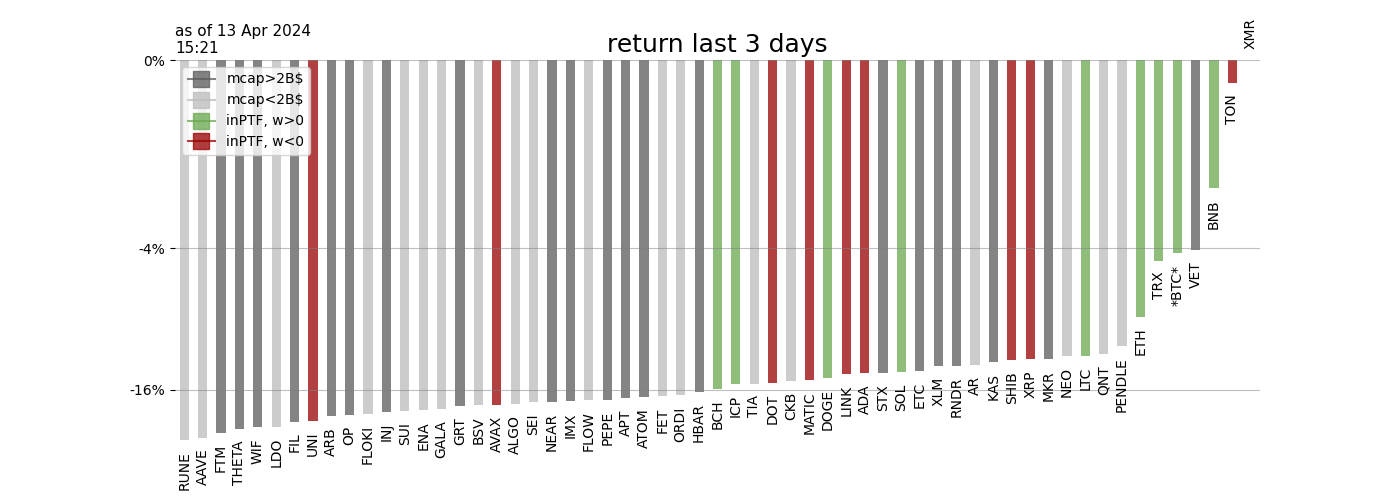 as of 13 Apr 2024
15:21
return last 3 days
XMR
0%
mcap>2B$
mcap<2B$
inPTF, w>0
inPTF, w<0
-4%
-16%
RUNE
AAVE
FTM
THETA
WIF
LDO
FIL
UNI
ARB
OP
FLOKI
INJ
SUI
ENA
GALA
GRT
BSV
AVAX
ALGO
SEI
NEAR
IMX
FLOW
PEPE
APT
ATOM
FET
ORDI
HBAR
BCH
ICP
TIA
DOT
CKB
MATIC
DOGE
LINK
ADA
STX
SOL
ETC
XLM
RNDR
AR
KAS
SHIB
XRP
MKR
NEO
LTC
QNT
PENDLE
ETH
TRX
*BTC*
VET
BNB
TON